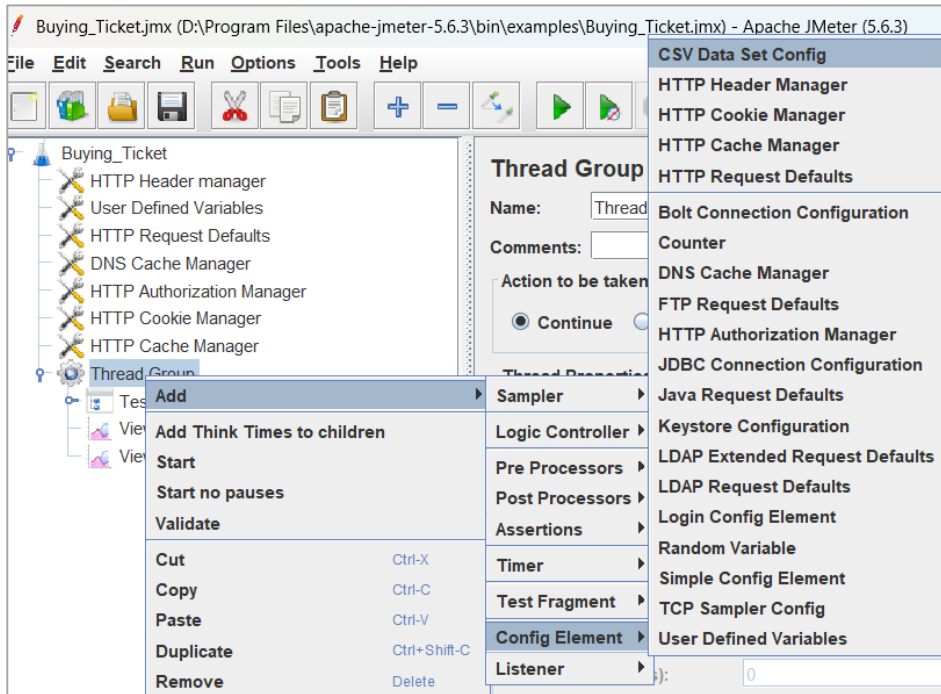 Buying_Ticket.jmx (D:\Program Files\apache-jmeter-5.6.3\bin\examples\Buying_Ticket.jmx) - Apache JMeter (5.6.3)
File Edit Search Run Options Tools Help
Buying_Ticket
HTTP Header manager
User Defined Variables
HTTP Request Defaults
DNS Cache Manager
HTTP Authorization Manager
HTTP Cookie Manager
HTTP Cache Manager
Thread Group
Tes
Vie
Vie
Thread Group
Name: Thread
Comments:
Action to be taken
Continue
Thread Properties
Add
Add Think Times to children
Start
Start no pauses
Validate
Cut Ctrl-X
Copy Ctrl-C
Paste Ctrl-V
Duplicate Ctrl+Shift-C
Remove Delete
Sampler
Logic Controller
Pre Processors
Post Processors
Assertions
Timer
Test Fragment
Config Element
Listener
CSV Data Set Config
HTTP Header Manager
HTTP Cookie Manager
HTTP Cache Manager
HTTP Request Defaults
Bolt Connection Configuration
Counter
DNS Cache Manager
FTP Request Defaults
HTTP Authorization Manager
JDBC Connection Configuration
Java Request Defaults
Keystore Configuration
LDAP Extended Request Defaults
LDAP Request Defaults
Login Config Element
Random Variable
Simple Config Element
TCP Sampler Config
User Defined Variables
):
0